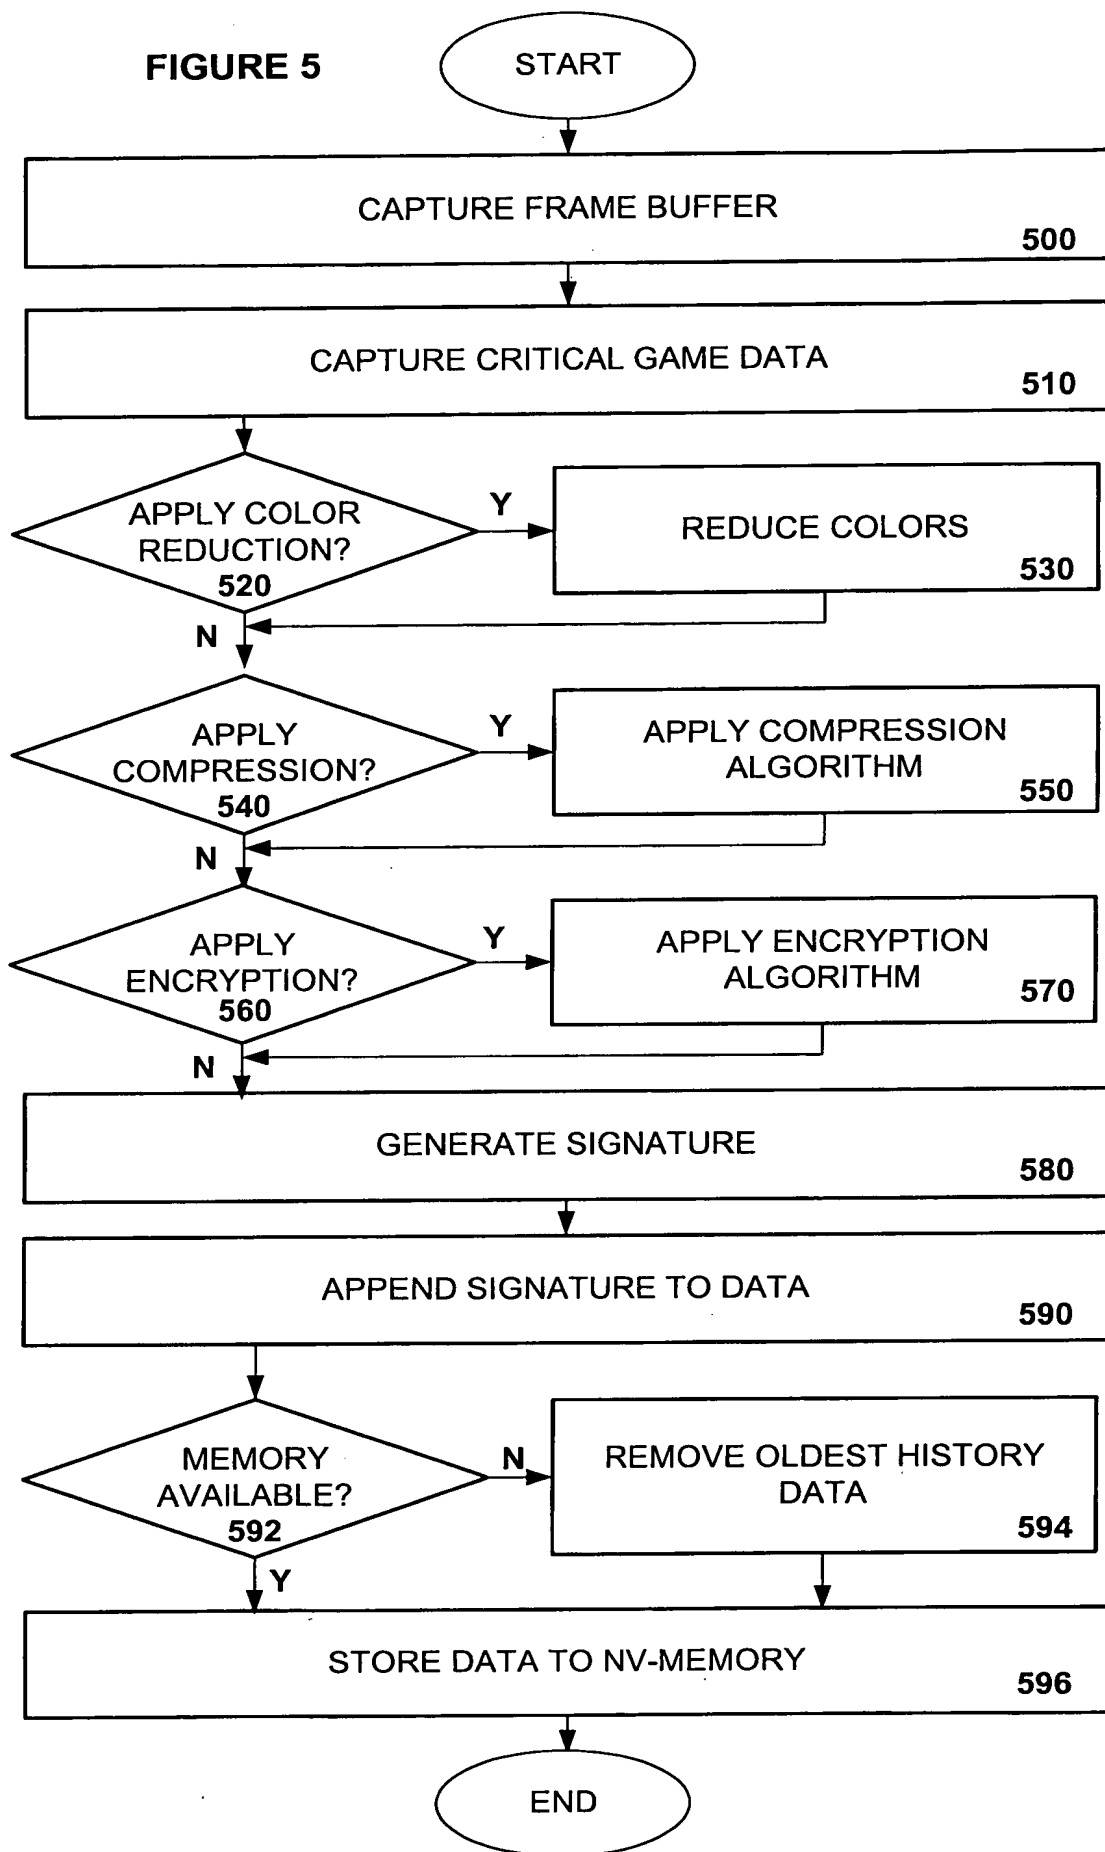 FIGURE 5
START
CAPTURE FRAME BUFFER
500
CAPTURE CRITICAL GAME DATA
510
APPLY COLOR
REDUCTION?
520
Y
REDUCE COLORS
530
N
APPLY
COMPRESSION?
540
Y
APPLY COMPRESSION
ALGORITHM
550
N
APPLY
ENCRYPTION?
560
Y
APPLY ENCRYPTION
ALGORITHM
570
N
GENERATE SIGNATURE
580
APPEND SIGNATURE TO DATA
590
MEMORY
AVAILABLE?
592
N
REMOVE OLDEST HISTORY
DATA
594
Y
STORE DATA TO NV-MEMORY
596
END